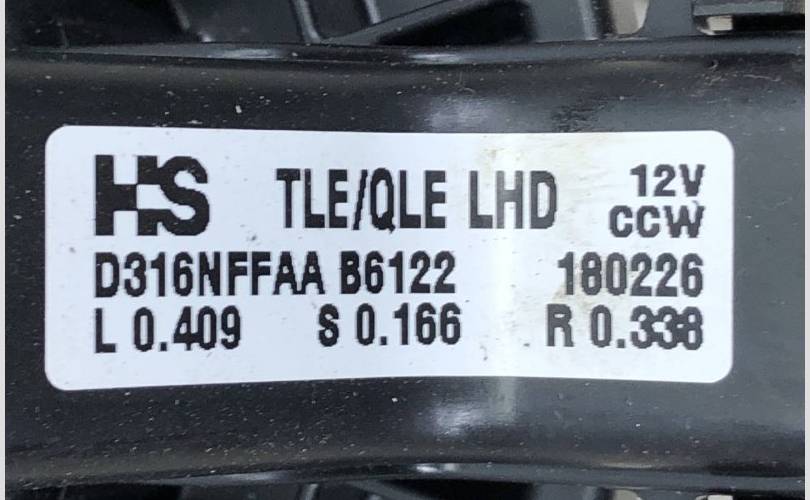 HS TLE/QLE LHD 12V CCW
D316NFFAA B6122 180226
L 0.409 S 0.166 R 0.338